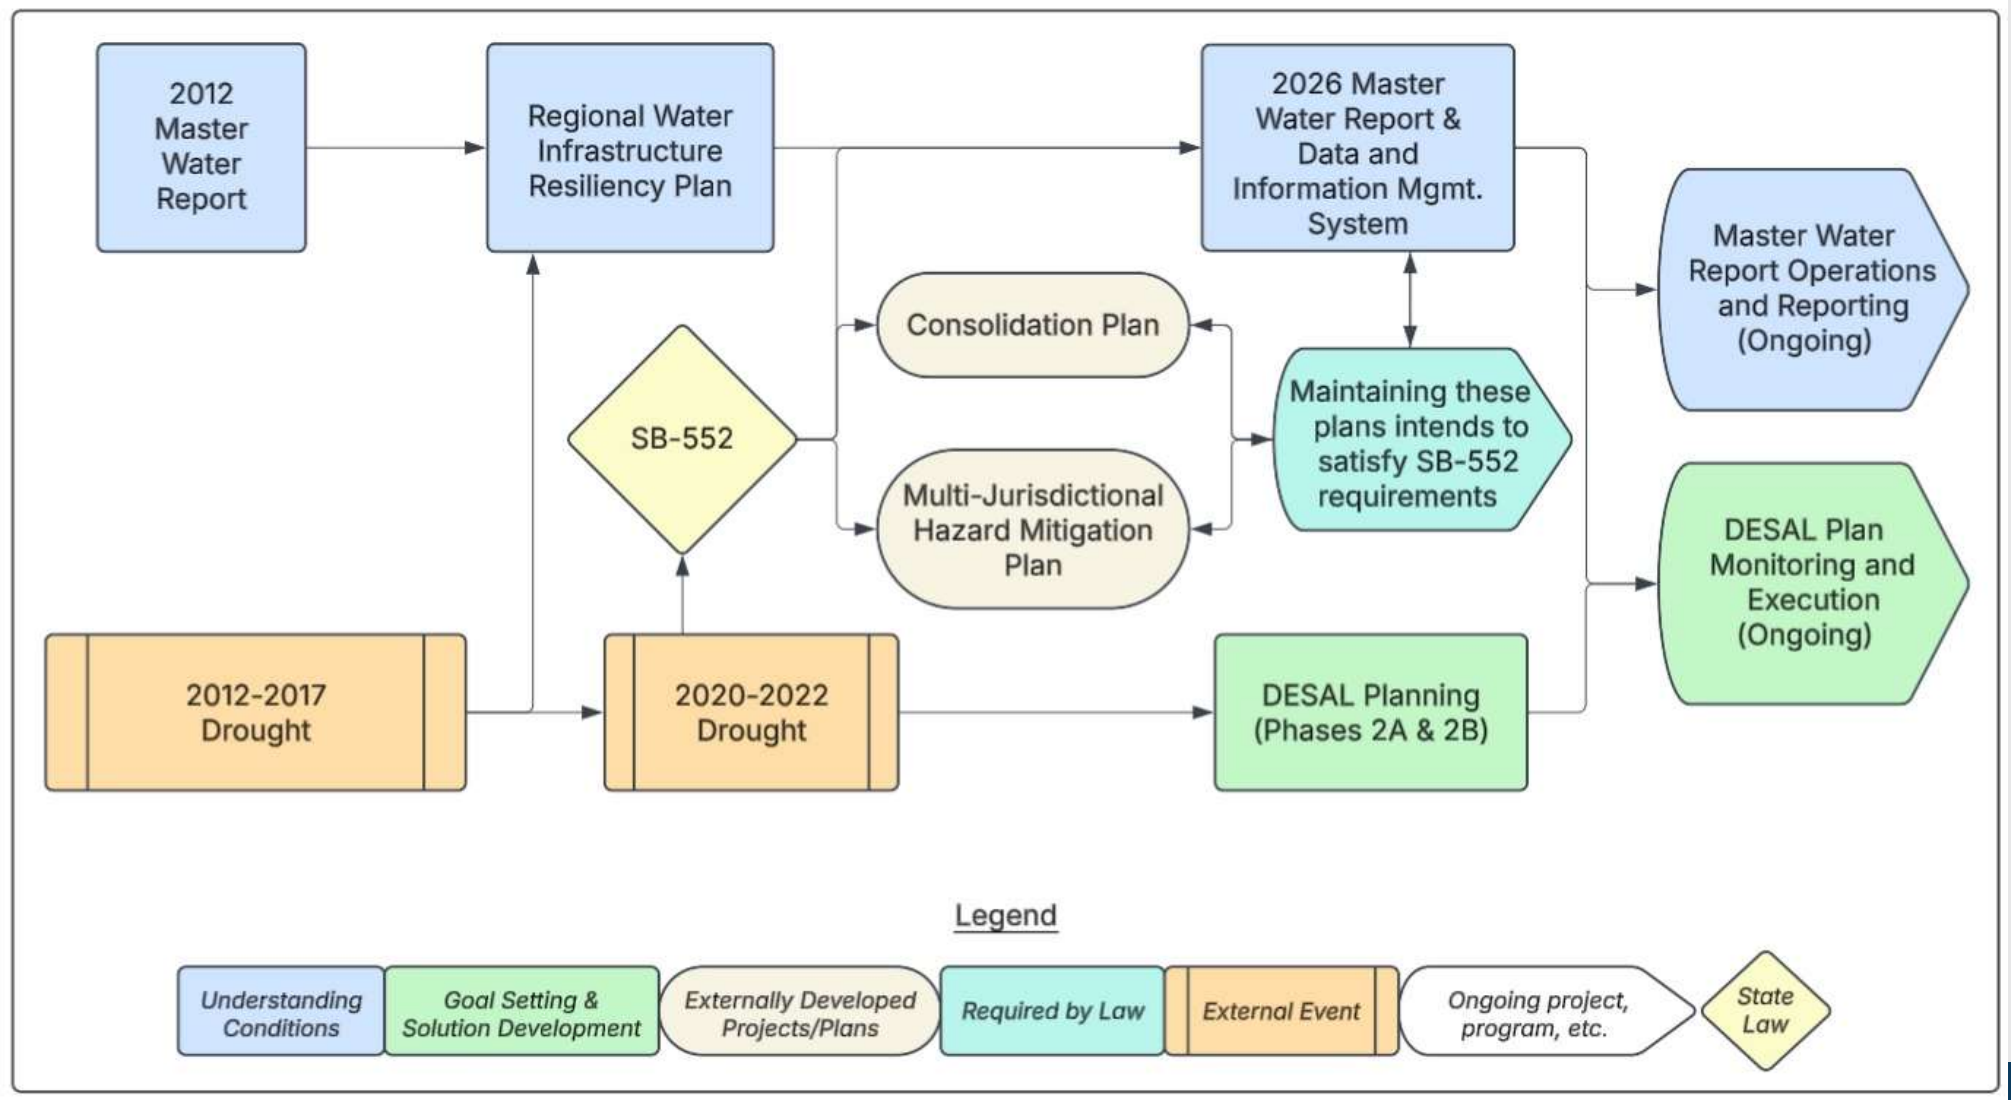 2012
Master
Water
Report
Regional Water
Infrastructure
Resiliency Plan
2026 Master
Water Report &
Data and
Information Mgmt.
System
Master Water
Report Operations
and Reporting
(Ongoing)
Consolidation Plan
SB-552
Maintaining these
plans intends to
satisfy SB-552
requirements
Multi-Jurisdictional
Hazard Mitigation
Plan
DESAL Plan
Monitoring and
Execution
(Ongoing)
2012-2017
Drought
2020-2022
Drought
DESAL Planning
(Phases 2A & 2B)
Legend
Understanding
Conditions
Goal Setting &
Solution Development
Externally Developed
Projects/Plans
Required by Law
External Event
Ongoing project,
program, etc.
State
Law